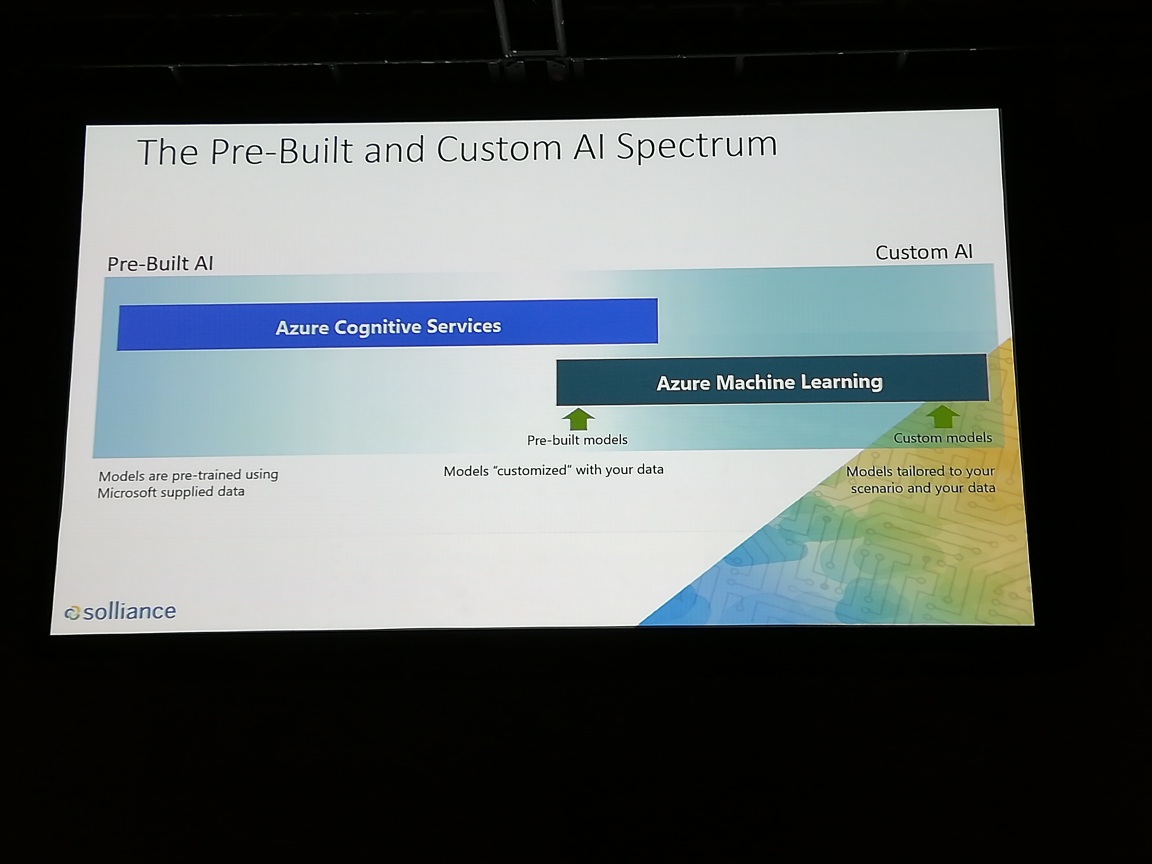 The Pre-Built and Custom AI Spectrum
Pre-Built AI
Custom AI
Azure Cognitive Services
Azure Machine Learning
Pre-built models
Custom models
Models are pre-trained using
Microsoft supplied data
Models “customized” with your data
Models tailored to your
scenario and your data
solliance